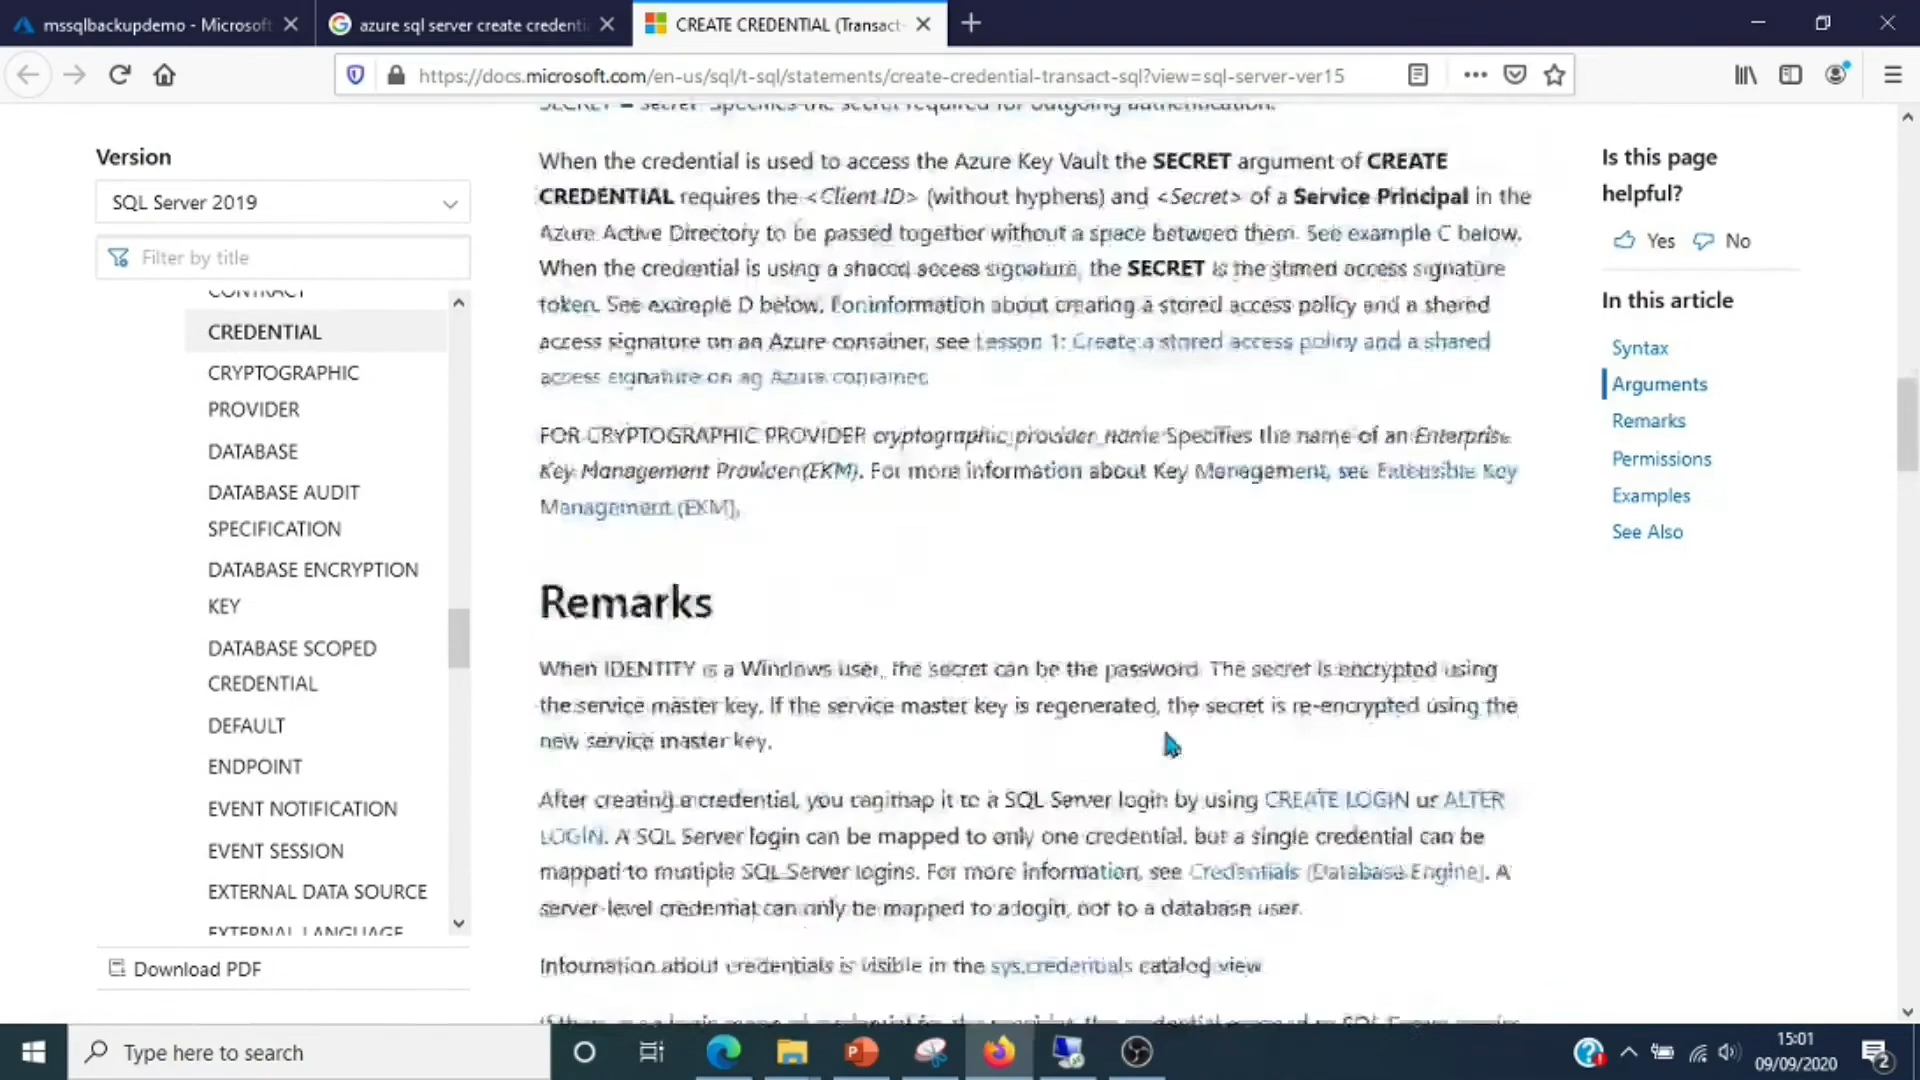 mssqlbackupdemo - Microsoft
azure sql server create credenti
CREATE CREDENTIAL (Transact-
https://docs.microsoft.com/en-us/sql/t-sql/statements/create-credential-transact-sql?view=sql-server-ver15
Version
SQL Server 2019
Filter by title
CONTRACT
CREDENTIAL
CRYPTOGRAPHIC
PROVIDER
DATABASE
DATABASE AUDIT
SPECIFICATION
DATABASE ENCRYPTION
KEY
DATABASE SCOPED
CREDENTIAL
DEFAULT
ENDPOINT
EVENT NOTIFICATION
EVENT SESSION
EXTERNAL DATA SOURCE
EXTERNAL LANGUAGE
Download PDF
SECRET = 'secret' Specifies the secret required for outgoing authentication.
When the credential is used to access the Azure Key Vault the SECRET argument of CREATE
CREDENTIAL requires the <Client ID> (without hyphens) and <Secret> of a Service Principal in the
Azure Active Directory to be passed together without a space between them. See example C below.
When the credential is using a shared access signature, the SECRET is the shared access signature
token. See example D below. For information about creating a stored access policy and a shared
access signature on an Azure container, see Lesson 1: Create a stored access policy and a shared
access signature on an Azure container.
FOR CRYPTOGRAPHIC PROVIDER cryptographic_provider_name Specifies the name of an Enterprise
Key Management Provider (EKM). For more information about Key Management, see Extensible Key
Management (EKM).
Remarks
When IDENTITY is a Windows user, the secret can be the password. The secret is encrypted using
the service master key. If the service master key is regenerated, the secret is re-encrypted using the
new service master key.
After creating a credential, you can map it to a SQL Server login by using CREATE LOGIN or ALTER
LOGIN. A SQL Server login can be mapped to only one credential, but a single credential can be
mapped to multiple SQL Server logins. For more information, see Credentials (Database Engine). A
server-level credential can only be mapped to a login, not to a database user.
Information about credentials is visible in the sys.credentials catalog view
Is this page
helpful?
Yes No
In this article
Syntax
Arguments
Remarks
Permissions
Examples
See Also
Type here to search
15:01
09/09/2020
2